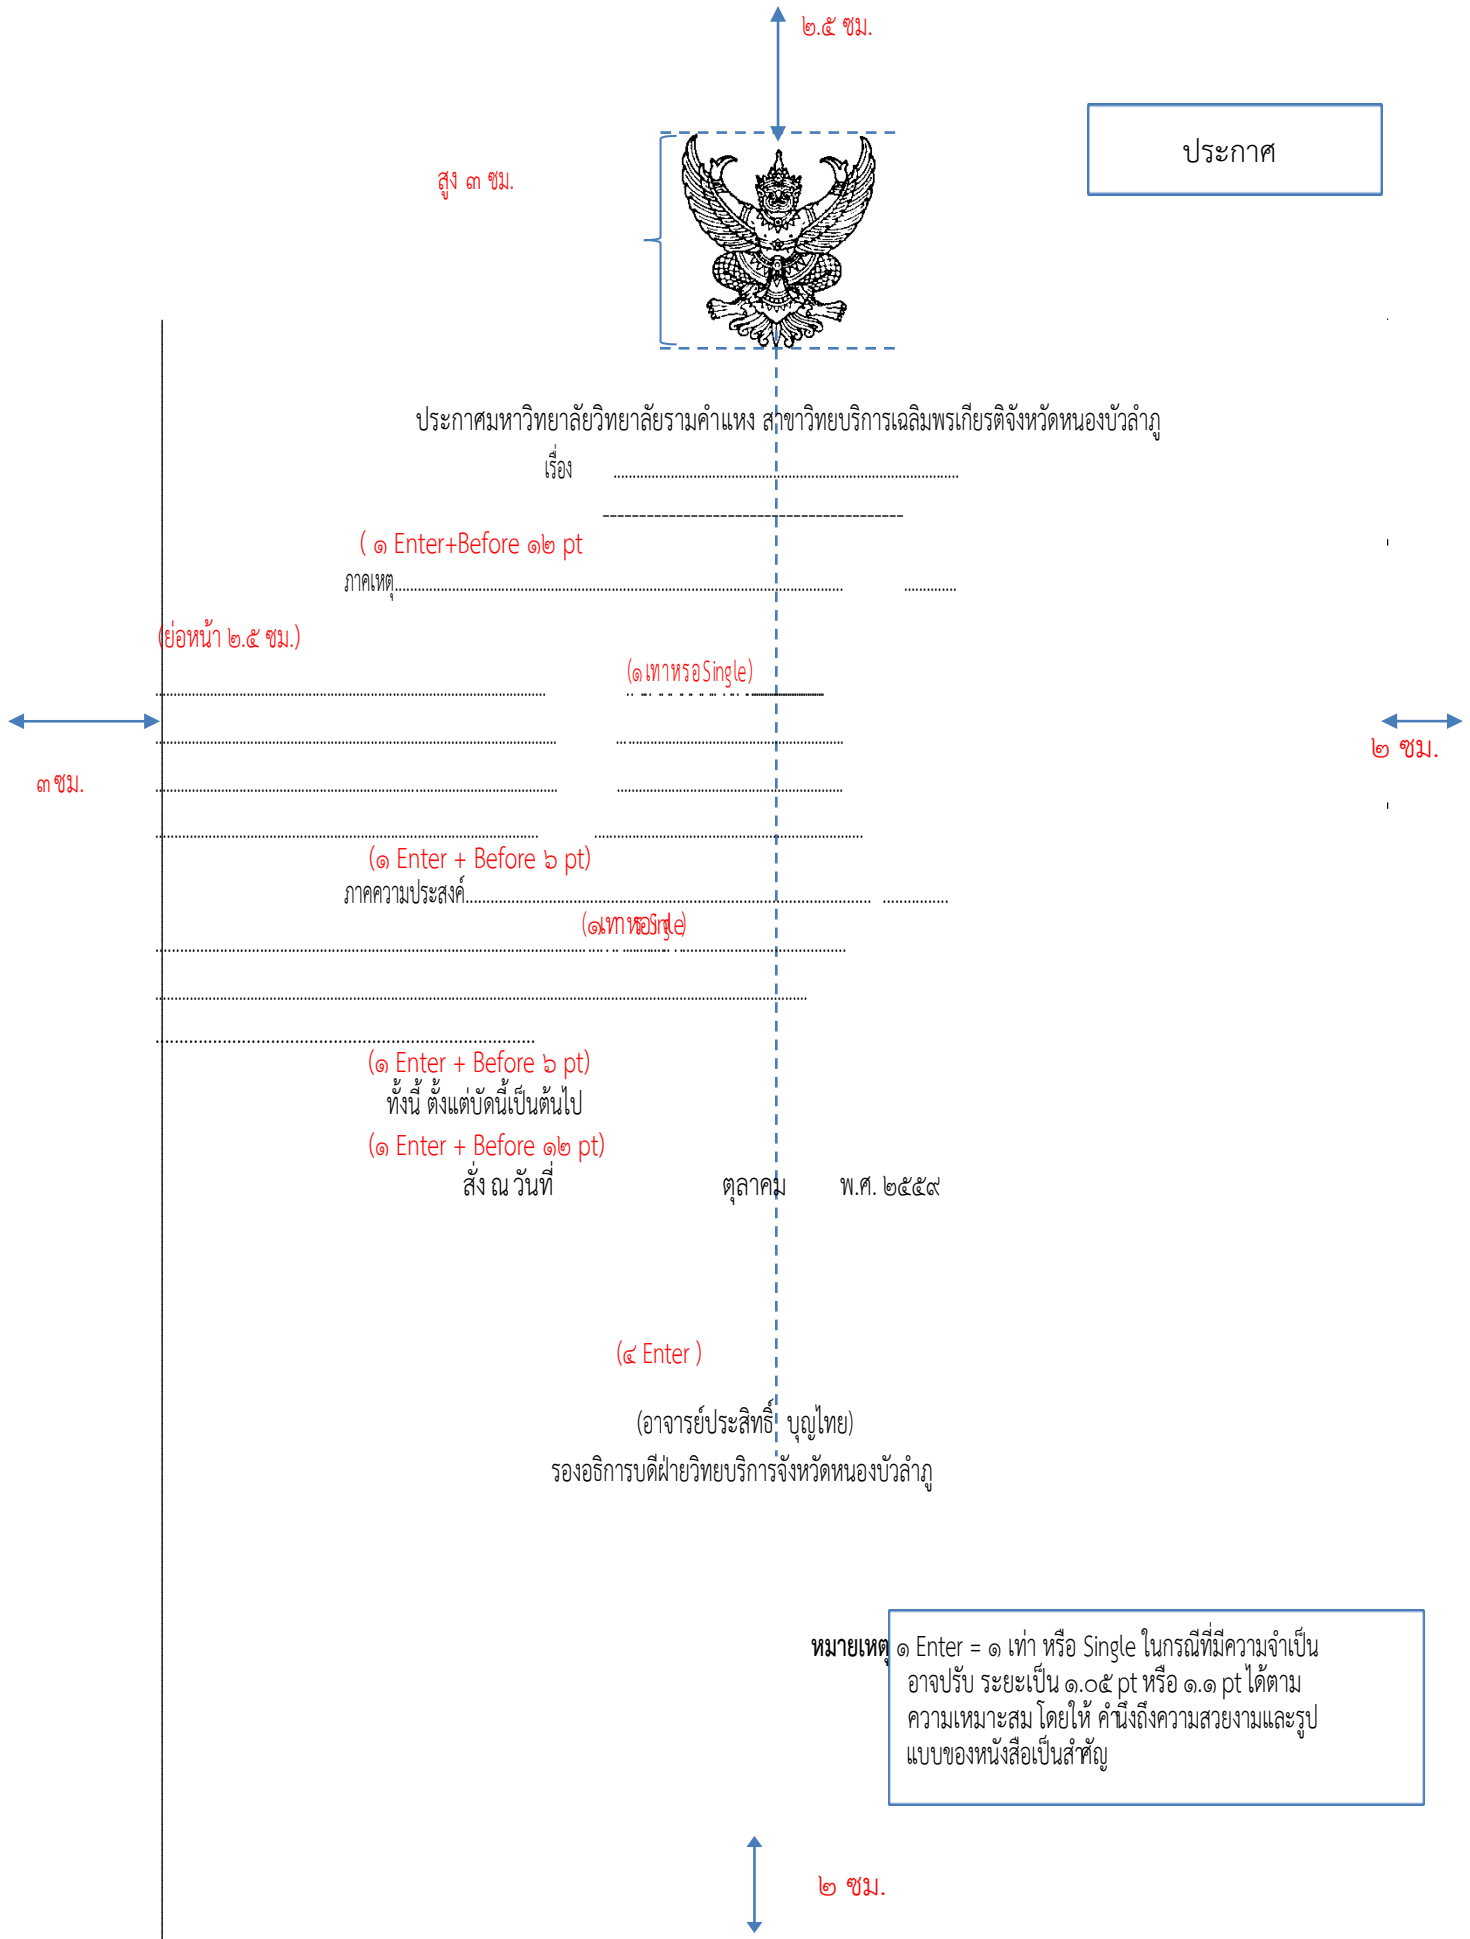 ๒.๕ ซม.
ประกาศ
สูง ๓ ซม.
ประกาศมหาวิทยาลัยวิทยาลัยรามคำแหง สาขาวิทยบริการเฉลิมพระเกียรติจังหวัดหนองบัวลำภู
เรื่อง ........................................................................................
-----------------------------------------
( ๑ Enter+Before ๑๒ pt
ภาคเหตุ................................................................................ .............
(ย่อหน้า ๒.๕ ซม.)
(๑ เทาหรอ Single)
๒ ซม.
๓ ซม.
(๑ Enter + Before ๖ pt)
ภาคความประสงค์................................................................................ ................
(๑ Enter + Before ๖ pt)
ทั้งนี้ ตั้งแต่บัดนี้เป็นต้นไป
(๑ Enter + Before ๑๒ pt)
สั่ง ณ วันที่ ตุลาคม พ.ศ. ๒๕๕๙
(๔ Enter )
(อาจารย์ประสิทธิ์ บุญไทย)
รองอธิการบดีฝ่ายวิทยบริการจังหวัดหนองบัวลำภู
หมายเหตุ ๑ Enter = ๑ เท่า หรือ Single ในกรณีที่มีความจำเป็น
อาจปรับ ระยะเป็น ๑.๐๕ pt หรือ ๑.๑ pt ได้ตาม
ความเหมาะสม โดยให้ คำนึงถึงความสวยงามและรูป
แบบของหนังสือเป็นสำคัญ
๒ ซม.